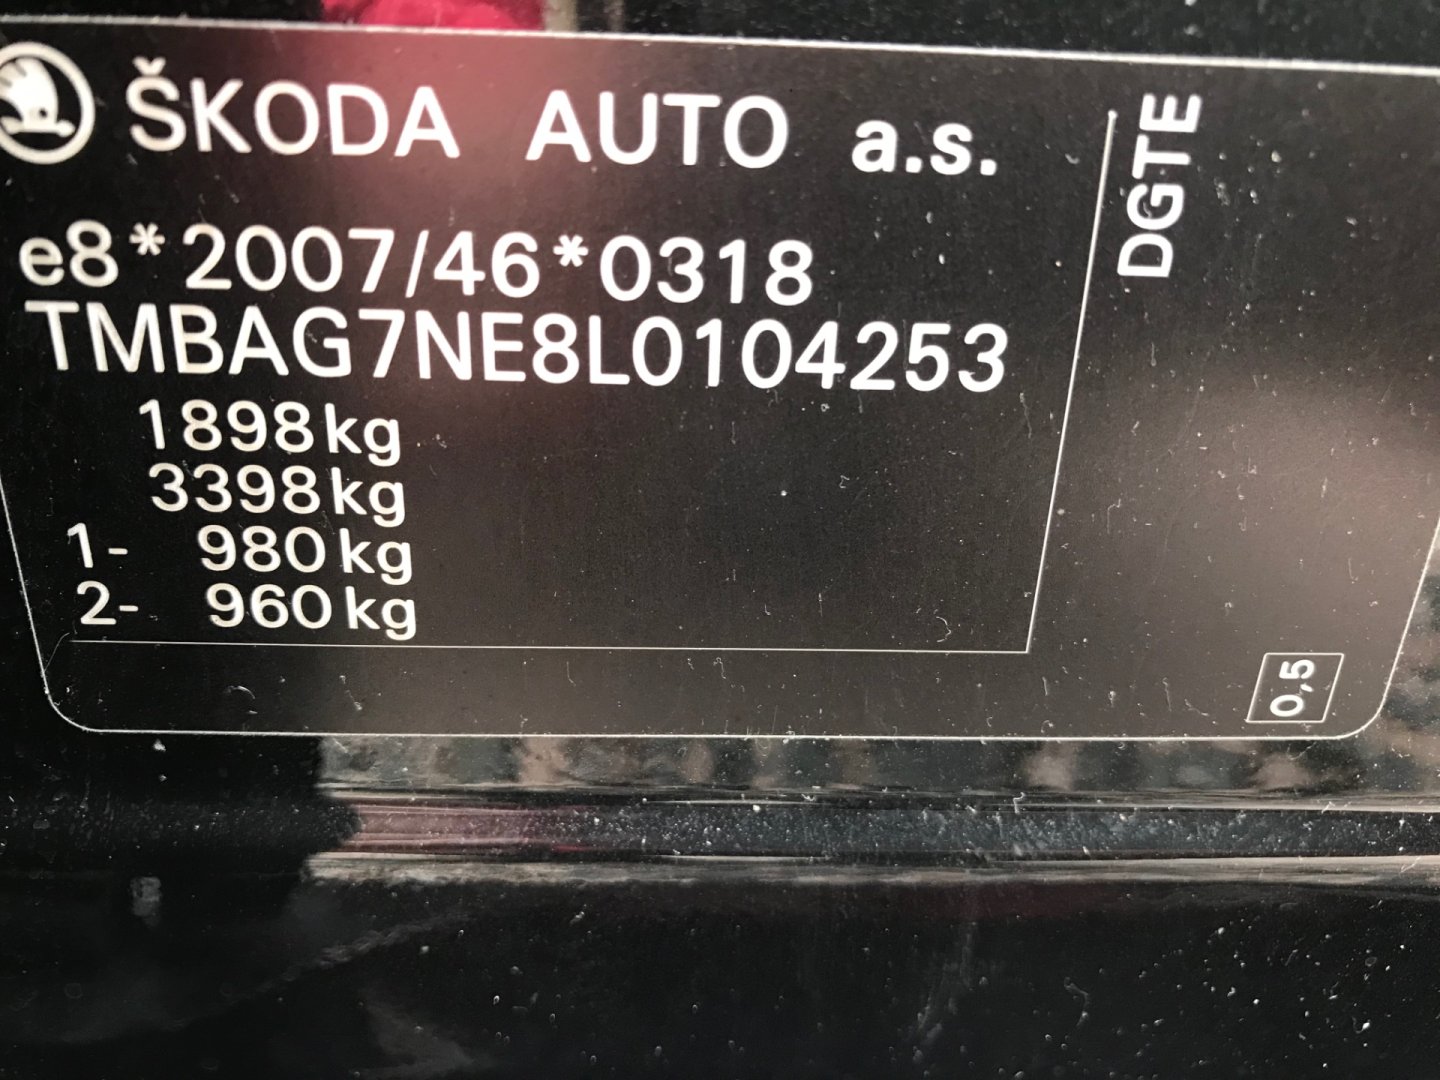 ŠKODA AUTO a.s.
e8*2007/46*0318
TMBAG7NE8L0104253
1898kg
3398kg
1- 980kg
2- 960kg
DGTE
0,5